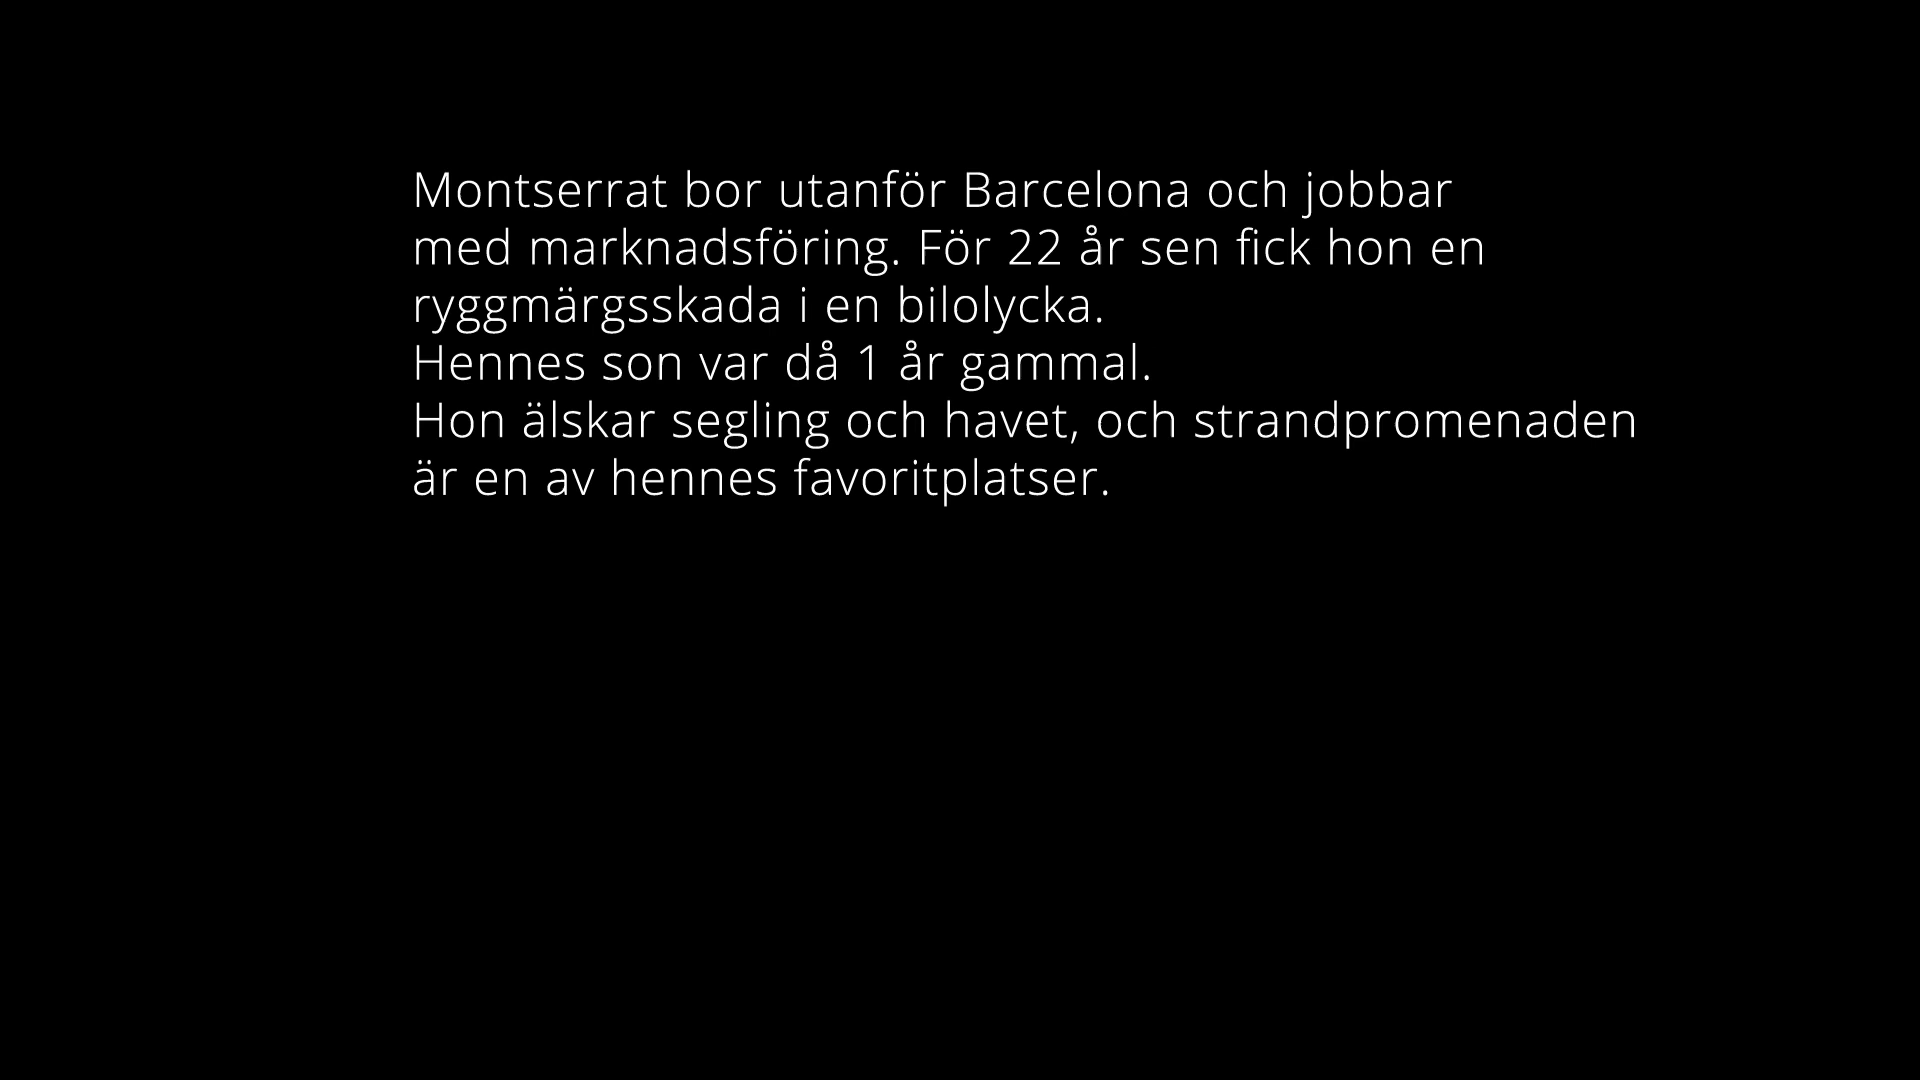 Montserrat bor utanför Barcelona och jobbar
med marknadsföring. För 22 år sen fick hon en
ryggmärgsskada i en bilolycka.
Hennes son var då 1 år gammal.
Hon älskar segling och havet, och strandpromenaden
är en av hennes favoritplatser.